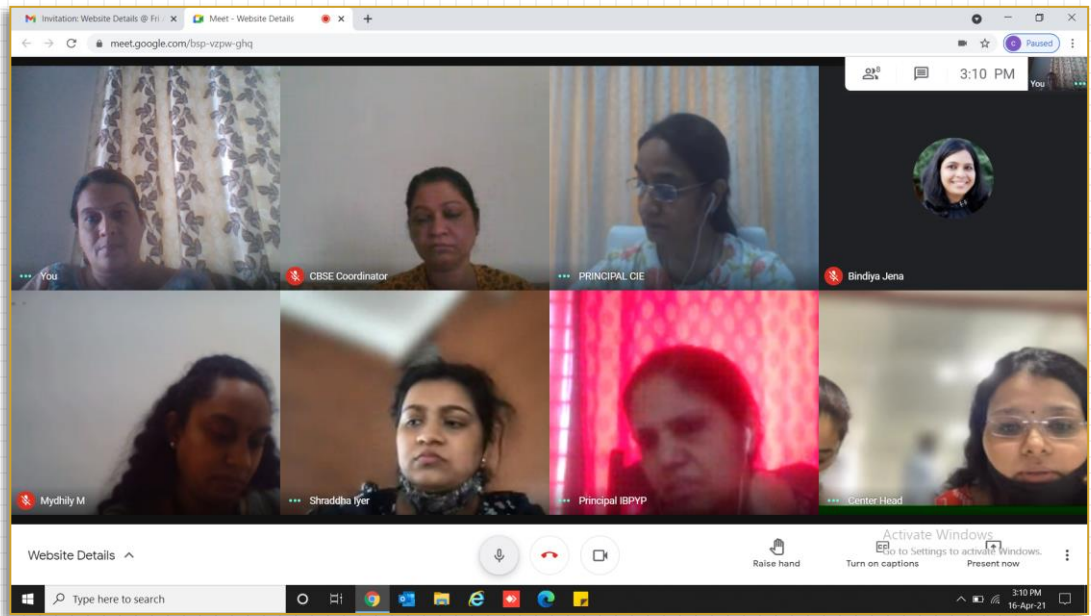 Invitation: Website Details @ Fri
Meet - Website Details
meet.google.com/bsp-vzpw-ghq
Paused
8
3:10 PM
You
You
CBSE Coordinator
PRINCIPAL CIE
Bindiya Jena
Mydhily M
Shraddha Iyer
Principal IBPYP
Center Head
Activate Windows
Go to Settings to activate Windows.
Website Details
Raise hand
Turn on captions
Present now
Type here to search
3:10 PM
16-Apr-21